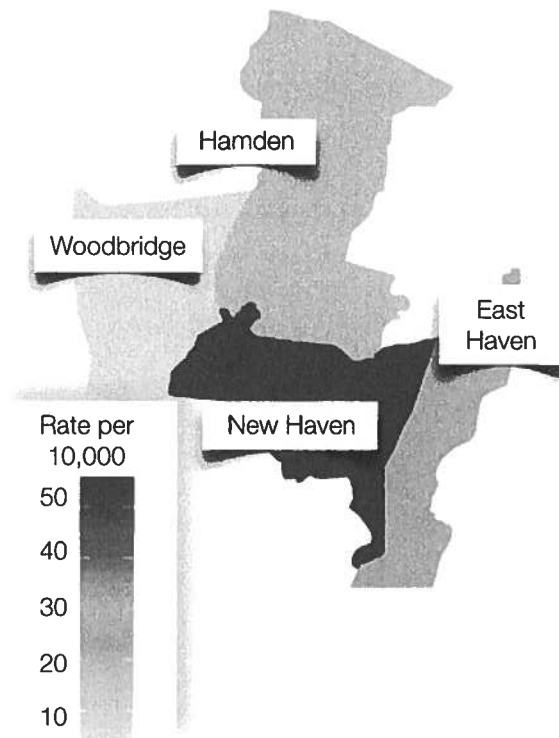 Hamden
Woodbridge
East
Haven
New Haven
Rate per
10,000
50
40
30
20
10